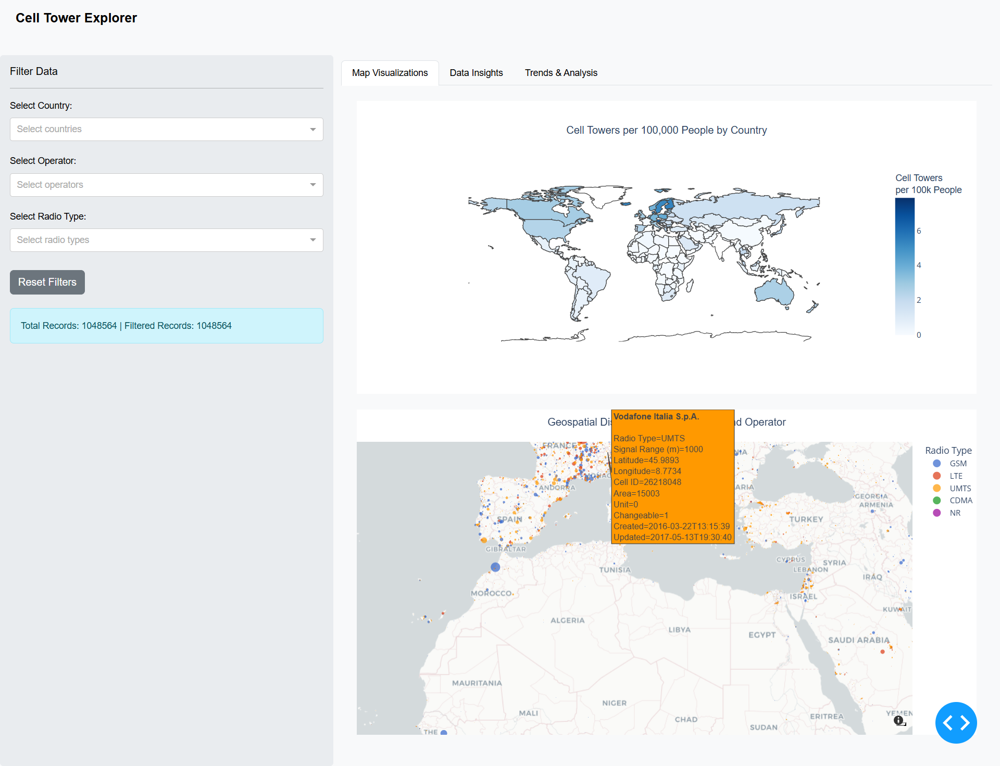 Cell Tower Explorer
Filter Data
Select Country:
Select countries
Select Operator:
Select operators
Select Radio Type:
Select radio types
Reset Filters
Total Records: 1048564 | Filtered Records: 1048564
Map Visualizations
Data Insights
Trends & Analysis
Cell Towers per 100,000 People by Country
Cell Towers
per 100k People
6
4
2
0
Geospatial Dis
nd Operator
Vodafone Italia S.p.A.
Radio Type=UMTS
Signal Range (m)=1000
Latitude=45.9893
Longitude=8.7734
Cell ID=26218048
Area=15003
Unit=0
Changeable=1
Created=2016-03-22T13:15:39
Updated=2017-05-13T19:30:40
Radio Type
GSM
LTE
UMTS
CDMA
NR
FRANCE
MONAC
NIA
ANDORRA
ARIA
GEORGIA
ARMENIA
SPAIN
TURKEY
GIBRALTAR
CYPRUS
SYRIA
TUNISIA
LEBANON
IRAQ
MOROCCO
ISRAEL
KUWAIT
ALGERIA
LIBYA
EGYPT
SAUDI ARABIA
MAURITANIA
NIGER
MALI
CHAD
ERITREA
YEMEN
SUDAN
THE